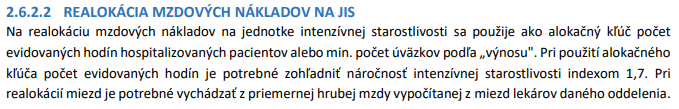 2.6.2.2 REALOKÁCIA MZDOVÝCH NÁKLADOV NA JIS
Na realokáciu mzdových nákladov na jednotke intenzívnej starostlivosti sa použije ako alokačný kľúč počet
evidovaných hodín hospitalizovaných pacientov alebo min. počet úväzkov podľa „výnosu". Pri použití alokačného
kľúča počet evidovaných hodín je potrebné zohľadniť náročnosť intenzívnej starostlivosti indexom 1,7. Pri
realokácií miezd je potrebné vychádzať z priemernej hrubej mzdy vypočítanej z miezd lekárov daného oddelenia.